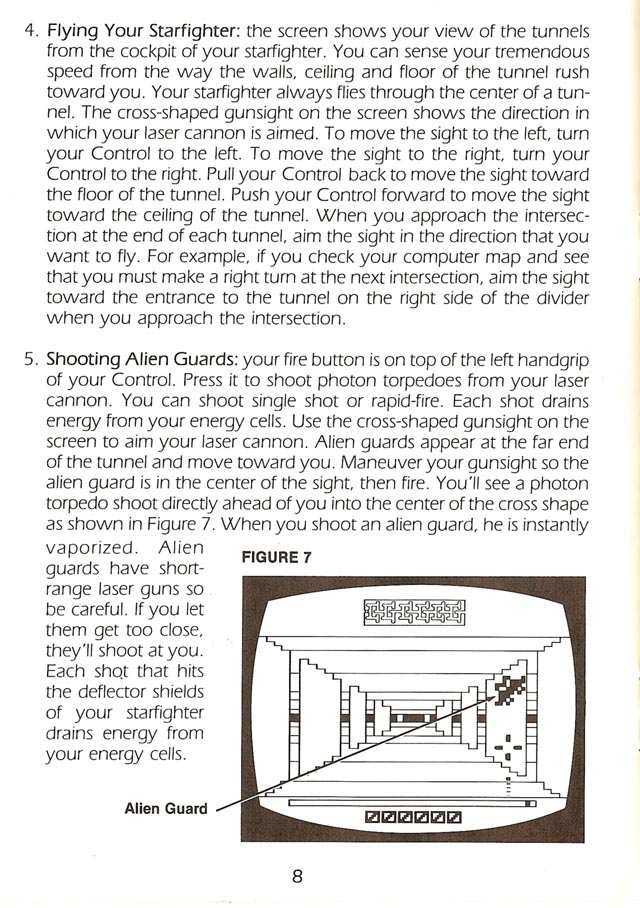 4. Flying Your Starfighter: the screen shows your view of the tunnels
from the cockpit of your starfighter. You can sense your tremendous
speed from the way the walls, ceiling and floor of the tunnel rush
toward you. Your starfighter always flies through the center of a tun-
nel. The cross-shaped gunsight on the screen shows the direction in
which your laser cannon is aimed. To move the sight to the left, turn
your Control to the left. To move the sight to the right, turn your
Control to the right. Pull your Control back to move the sight toward
the floor of the tunnel. Push your Control forward to move the sight
toward the ceiling of the tunnel. When you approach the intersec-
tion at the end of each tunnel, aim the sight in the direction that you
want to fly. For example, if you check your computer map and see
that you must make a right turn at the next intersection, aim the sight
toward the entrance to the tunnel on the right side of the divider
when you approach the intersection.
5. Shooting Alien Guards: your fire button is on top of the left handgrip
of your Control. Press it to shoot photon torpedoes from your laser
cannon. You can shoot single shot or rapid-fire. Each shot drains
energy from your energy cells. Use the cross-shaped gunsight on the
screen to aim your laser cannon. Alien guards appear at the far end
of the tunnel and move toward you. Maneuver your gunsight so the
alien guard is in the center of the sight, then fire. You'll see a photon
torpedo shoot directly ahead of you into the center of the cross shape
as shown in Figure 7. When you shoot an alien guard, he is instantly
vaporized. Alien
guards have short-
range laser guns so
be careful. If you let
them get too close,
they'll shoot at you.
Each shot that hits
the deflector shields
of your starfighter
drains energy from
your energy cells.
FIGURE 7
Alien Guard
8